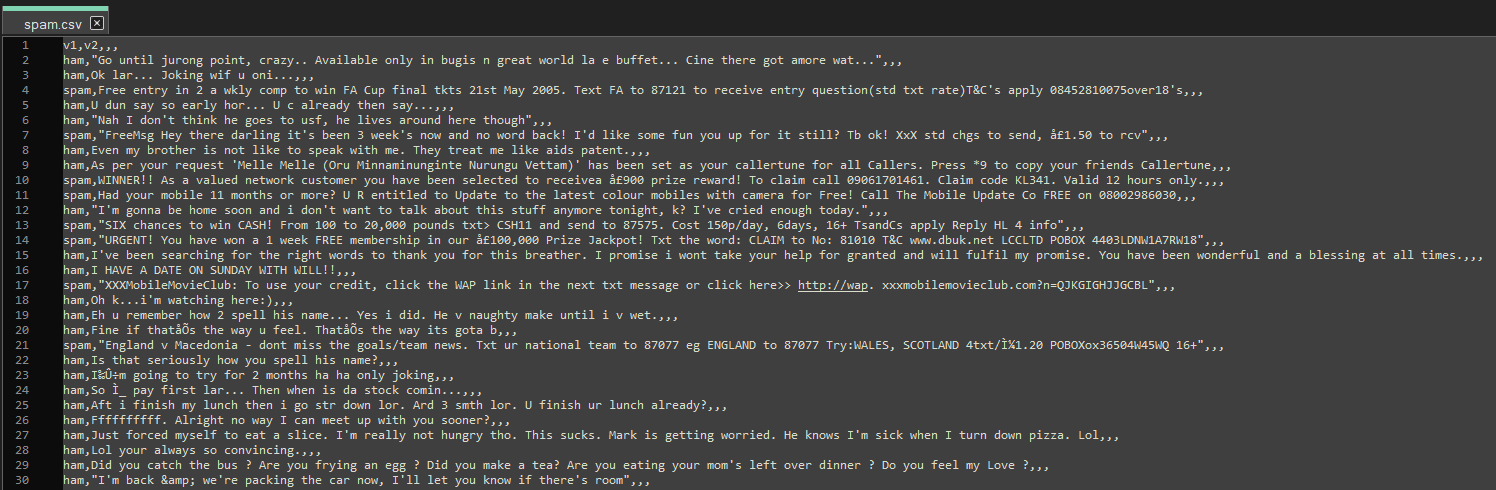 spam.csv
1 v1,v2,,,
2 ham,"Go until jurong point, crazy.. Available only in bugis n great world la e buffet... Cine there got amore wat...",,,
3 ham,Ok lar... Joking wif u oni...,,,
4 spam,Free entry in 2 a wkly comp to win FA Cup final tkts 21st May 2005. Text FA to 87121 to receive entry question(std txt rate)T&C's apply 08452810075over18's,,,
5 ham,U dun say so early hor... U c already then say...,,,
6 ham,"Nah I don't think he goes to usf, he lives around here though",,,
7 spam,"FreeMsg Hey there darling it's been 3 week's now and no word back! I'd like some fun you up for it still? Tb ok! XxX std chgs to send, å£1.50 to rcv",,,
8 ham,Even my brother is not like to speak with me. They treat me like aids patent.,,,
9 ham,As per your request 'Melle Melle (Oru Minnaminunginte Nurungu Vettam)' has been set as your callertune for all Callers. Press *9 to copy your friends Callertune,,,
10 spam,WINNER!! As a valued network customer you have been selected to receivea å£900 prize reward! To claim call 09061701461. Claim code KL341. Valid 12 hours only.,,,
11 spam,Had your mobile 11 months or more? U R entitled to Update to the latest colour mobiles with camera for Free! Call The Mobile Update Co FREE on 08002986030,,,
12 ham,"I'm gonna be home soon and i don't want to talk about this stuff anymore tonight, k? I've cried enough today.",,,
13 spam,"SIX chances to win CASH! From 100 to 20,000 pounds txt> CSH11 and send to 87575. Cost 150p/day, 6days, 16+ TsandCs apply Reply HL 4 info",,,
14 spam,"URGENT! You have won a 1 week FREE membership in our å£100,000 Prize Jackpot! Txt the word: CLAIM to No: 81010 T&C www.dbuk.net LCCLTD POBOX 4403LDNW1A7RW18",,,
15 ham,I've been searching for the right words to thank you for this breather. I promise i wont take your help for granted and will fulfil my promise. You have been wonderful and a blessing at all times.,,,
16 ham,I HAVE A DATE ON SUNDAY WITH WILL!!,,,
17 spam,"XXXMobileMovieClub: To use your credit, click the WAP link in the next txt message or click here>> http://wap. xxxmobilemovieclub.com?n=QJKGIGHJJGCBL",,,
18 ham,Oh k...i'm watching here:),,,
19 ham,Eh u remember how 2 spell his name... Yes i did. He v naughty make until i v wet.,,,
20 ham,Fine if thatåÕs the way u feel. ThatåÕs the way its gota b,,,
21 spam,"England v Macedonia - dont miss the goals/team news. Txt ur national team to 87077 eg ENGLAND to 87077 Try:WALES, SCOTLAND 4txt/Ì¼1.20 POBOXox36504W45WQ 16+",,,
22 ham,Is that seriously how you spell his name?,,,
23 ham,I‰Û÷m going to try for 2 months ha ha only joking,,,
24 ham,So Ì_ pay first lar... Then when is da stock comin...,,,
25 ham,Aft i finish my lunch then i go str down lor. Ard 3 smth lor. U finish ur lunch already?,,,
26 ham,Ffffffffff. Alright no way I can meet up with you sooner?,,,
27 ham,Just forced myself to eat a slice. I'm really not hungry tho. This sucks. Mark is getting worried. He knows I'm sick when I turn down pizza. Lol,,,
28 ham,Lol your always so convincing.,,,
29 ham,Did you catch the bus ? Are you frying an egg ? Did you make a tea? Are you eating your mom's left over dinner ? Do you feel my Love ?,,,
30 ham,"I'm back &amp; we're packing the car now, I'll let you know if there's room",,,